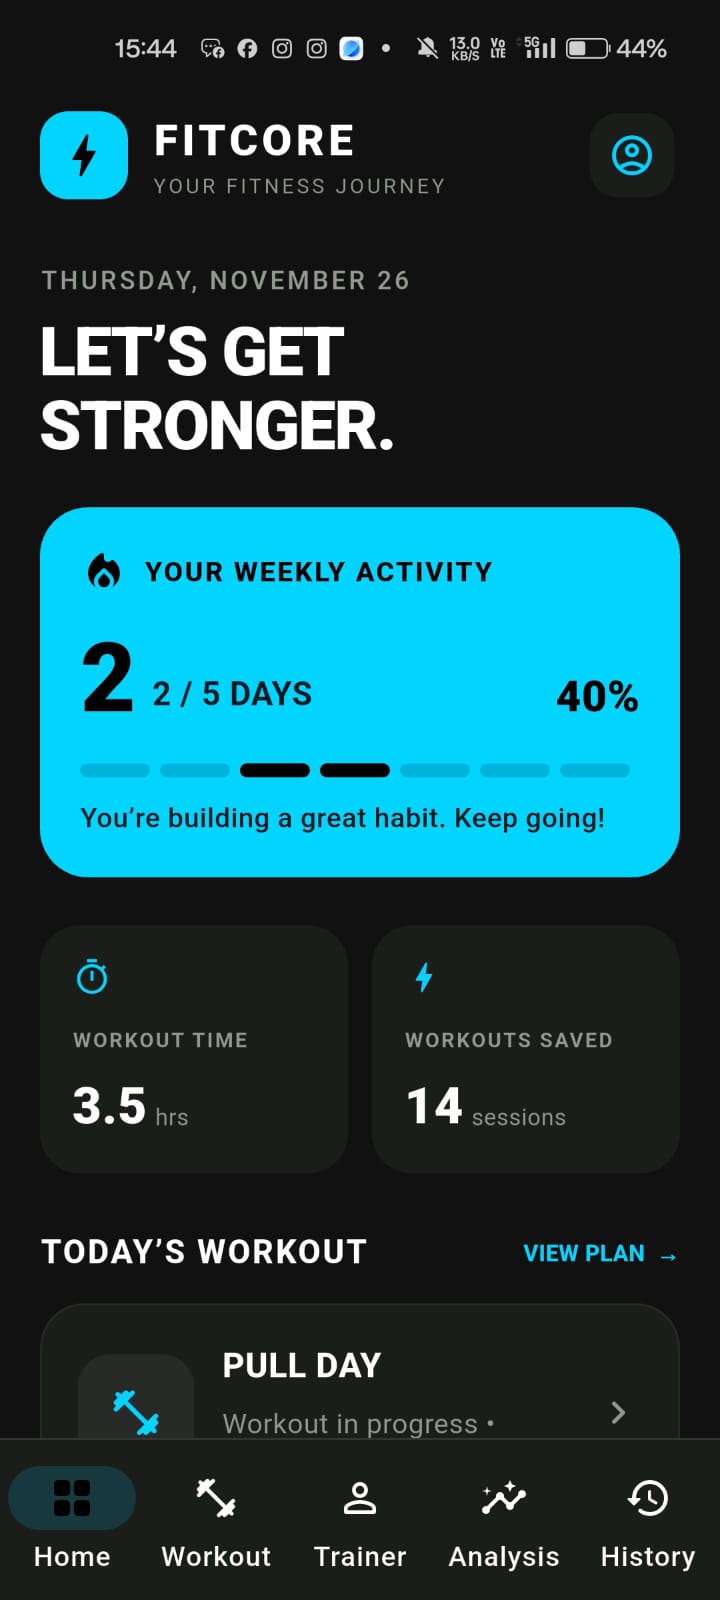 15:44 13.0 KB/S Vo LTE 5G 44%
FITCORE
YOUR FITNESS JOURNEY
THURSDAY, NOVEMBER 26
LET’S GET
STRONGER.
YOUR WEEKLY ACTIVITY
2 2 / 5 DAYS 40%
You’re building a great habit. Keep going!
WORKOUT TIME WORKOUTS SAVED
3.5 hrs 14 sessions
TODAY’S WORKOUT VIEW PLAN →
PULL DAY
Workout in progress •
Home Workout Trainer Analysis History